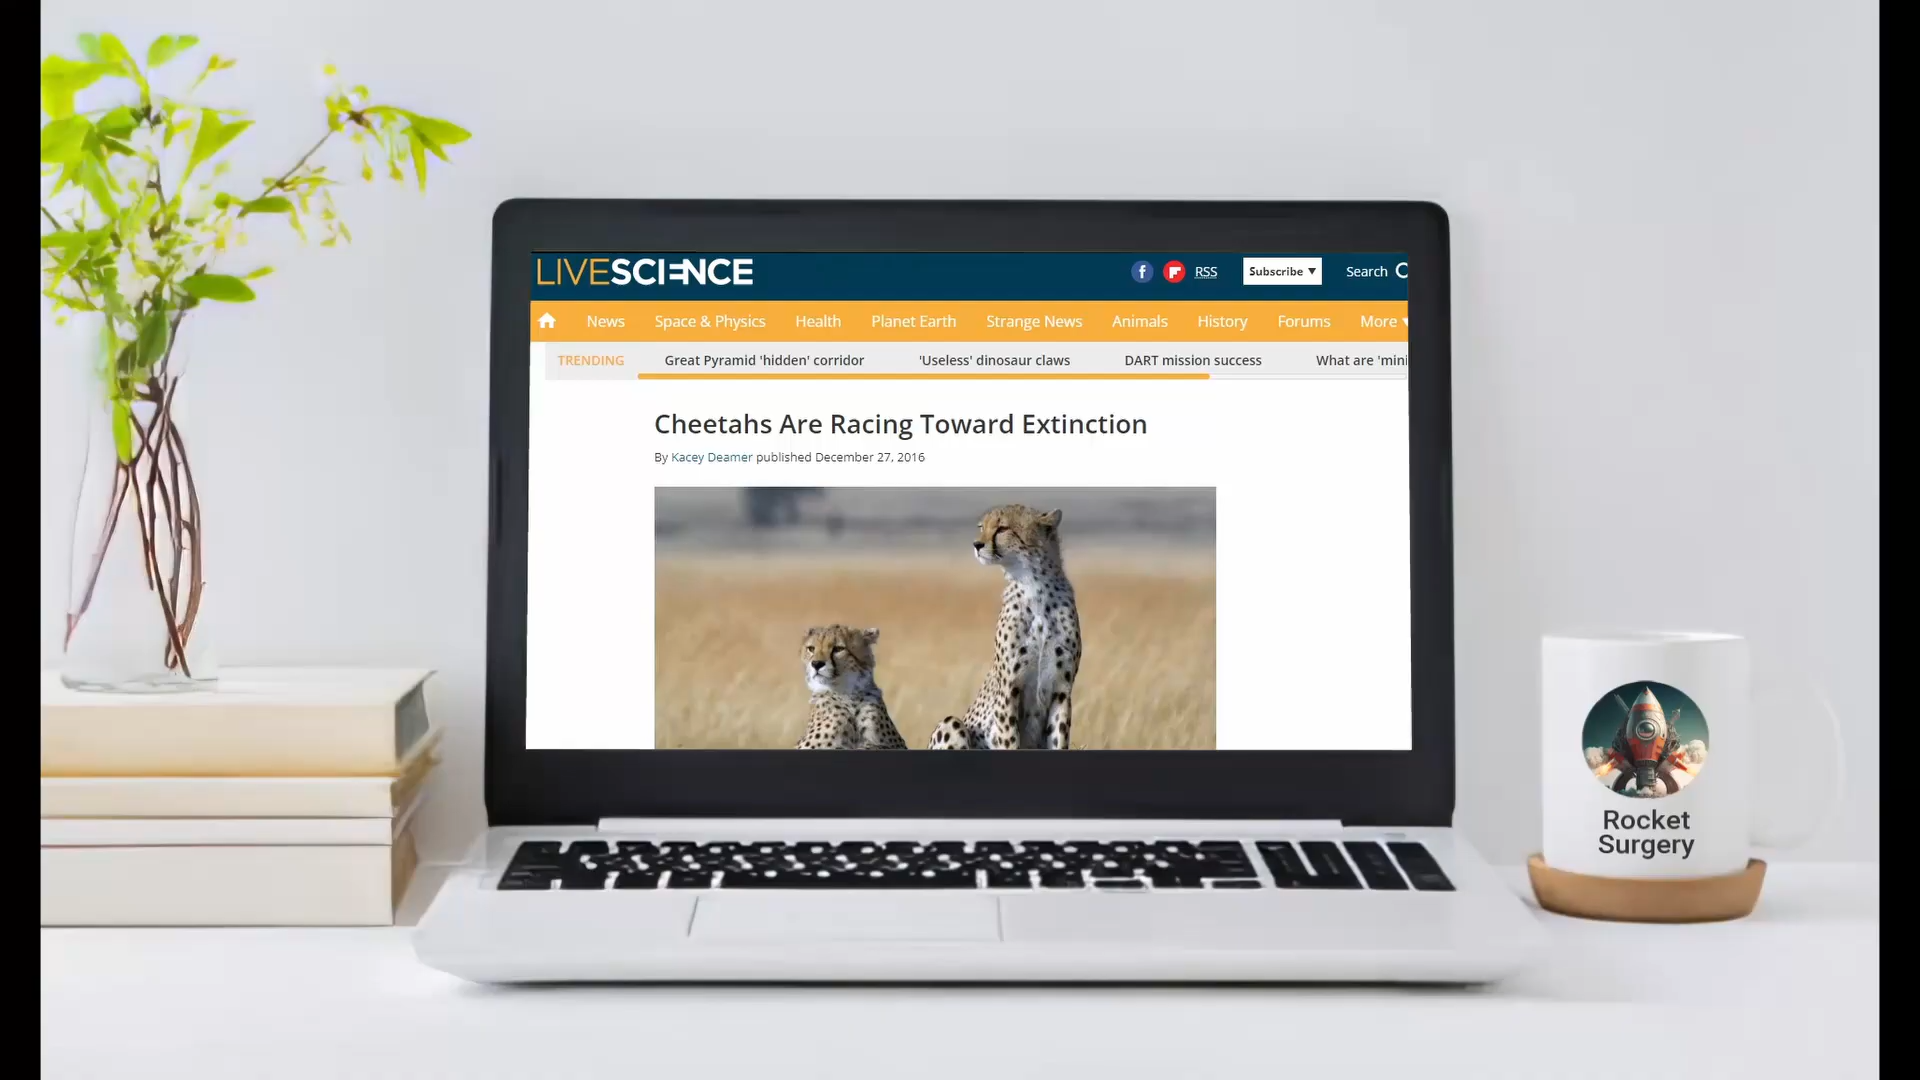 LIVESCIENCE
f RSS Subscribe ▼ Search
News Space & Physics Health Planet Earth Strange News Animals History Forums More ▼
TRENDING Great Pyramid 'hidden' corridor 'Useless' dinosaur claws DART mission success What are 'mini
Cheetahs Are Racing Toward Extinction
By Kacey Deamer published December 27, 2016
Rocket
Surgery